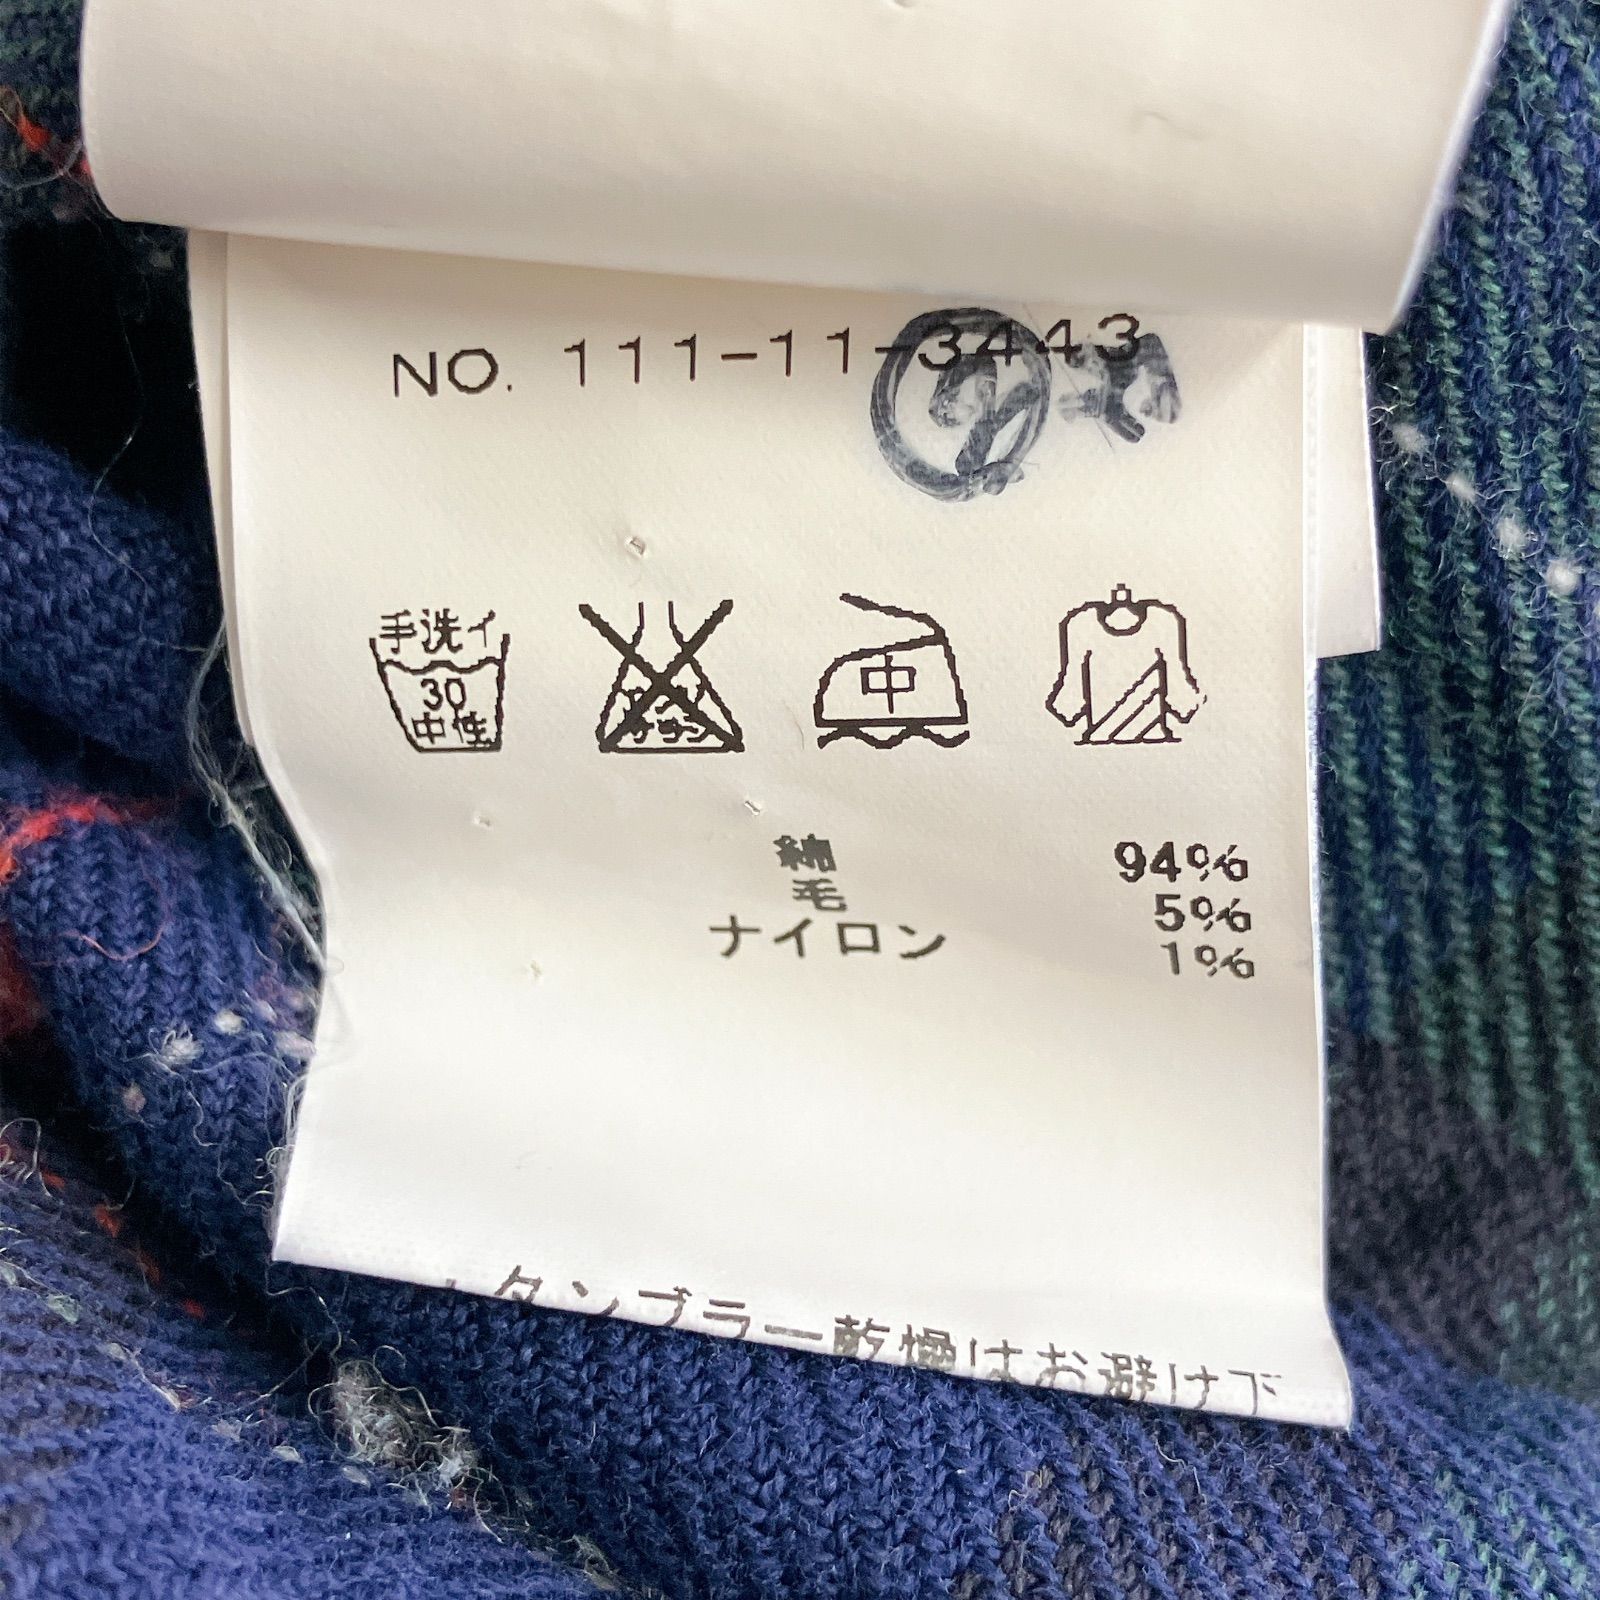 NO. 111-11-3443
手洗イ
30
中性
中
綿 94%
毛 5%
ナイロン 1%
タンブラー乾燥はお避け下